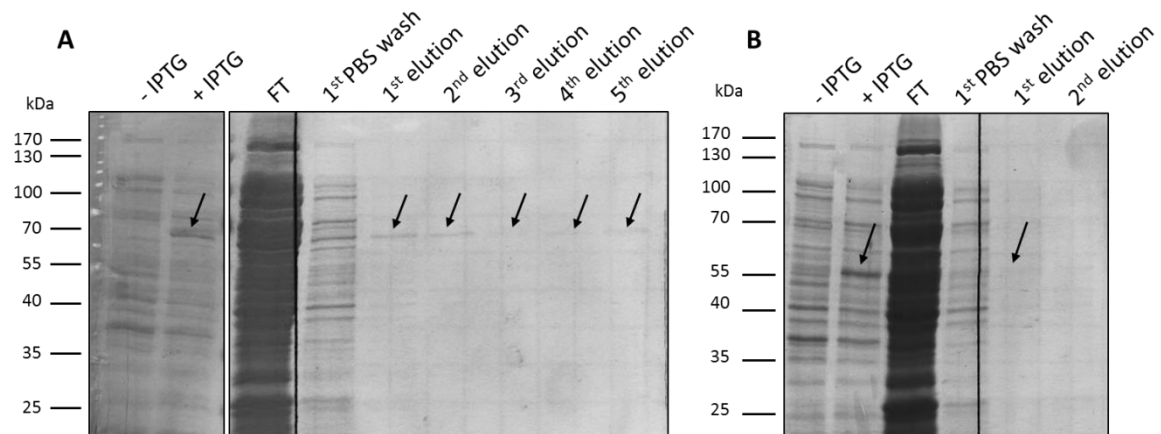 A
- IPTG
+ IPTG
FT
1st PBS wash
1st elution
2nd elution
3rd elution
4th elution
5th elution
kDa
170
130
100
70
55
40
35
25
B
- IPTG
+ IPTG
FT
1st PBS wash
1st elution
2nd elution
kDa
170
130
100
70
55
40
35
25